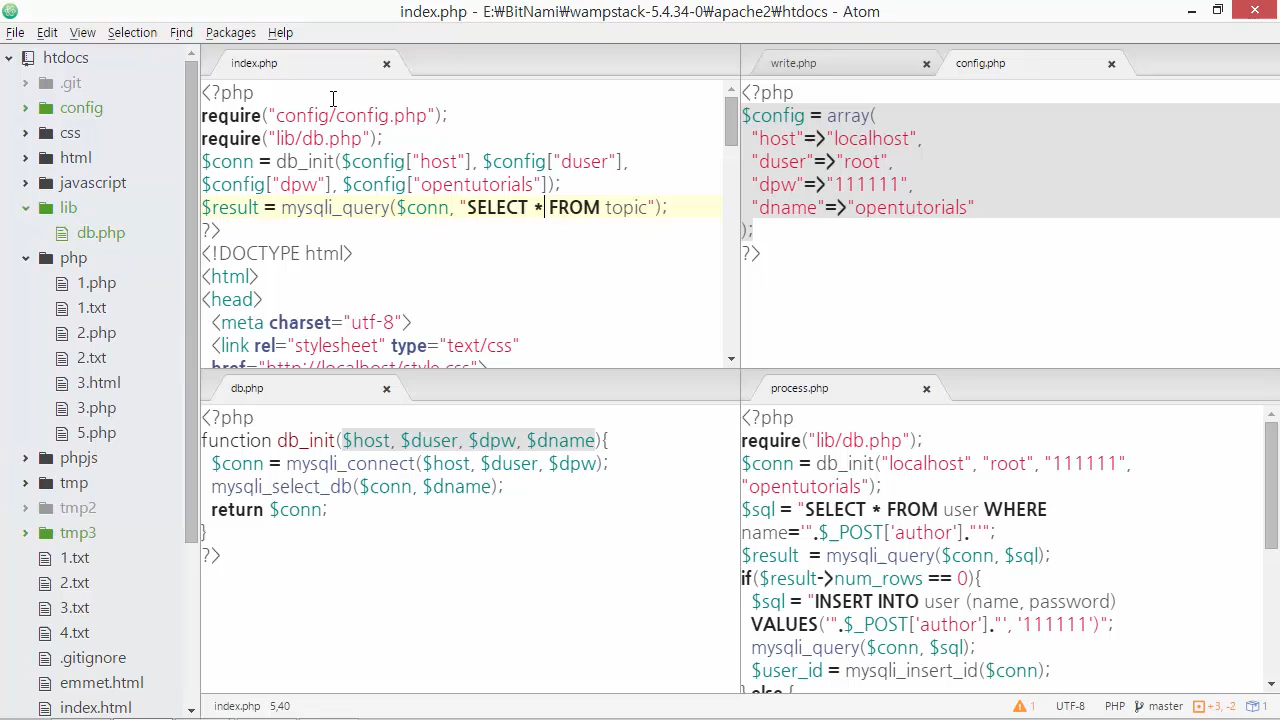 index.php - E:₩BitNami₩wampstack-5.4.34-0₩apache2₩htdocs - Atom
File Edit View Selection Find Packages Help
htdocs
.git
config
css
html
javascript
lib
db.php
php
1.php
1.txt
2.php
2.txt
3.html
3.php
5.php
phpjs
tmp
tmp2
tmp3
1.txt
2.txt
3.txt
4.txt
.gitignore
emmet.html
index.html
index.php
<?php
require("config/config.php");
require("lib/db.php");
$conn = db_init($config["host"], $config["duser"],
$config["dpw"], $config["opentutorials"]);
$result = mysqli_query($conn, "SELECT * FROM topic");
?>
<!DOCTYPE html>
<html>
<head>
<meta charset="utf-8">
<link rel="stylesheet" type="text/css"
href="http://localhost/style.css">
write.php
config.php
<?php
$config = array(
"host"=>"localhost",
"duser"=>"root",
"dpw"=>"111111",
"dname"=>"opentutorials"
);
?>
db.php
<?php
function db_init($host, $duser, $dpw, $dname){
$conn = mysqli_connect($host, $duser, $dpw);
mysqli_select_db($conn, $dname);
return $conn;
}
?>
process.php
<?php
require("lib/db.php");
$conn = db_init("localhost", "root", "111111",
"opentutorials");
$sql = "SELECT * FROM user WHERE
name='".$_POST['author']."'";
$result = mysqli_query($conn, $sql);
if($result->num_rows == 0){
$sql = "INSERT INTO user (name, password)
VALUES('".$_POST['author']."', '111111')";
mysqli_query($conn, $sql);
$user_id = mysqli_insert_id($conn);
} else {
index.php 5,40
1 UTF-8 PHP master +3, -2 1